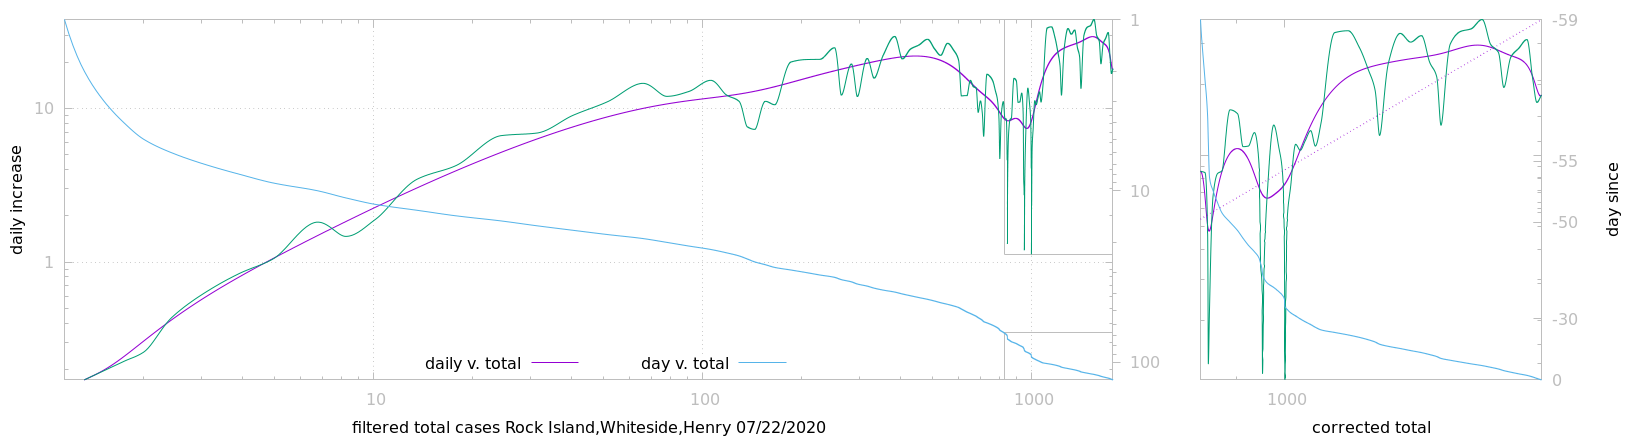 daily increase
10
1
daily v. total
day v. total
10
100
1000
filtered total cases Rock Island,Whiteside,Henry 07/22/2020
1
10
100
1000
corrected total
-59
-55
-50
-30
0
day since